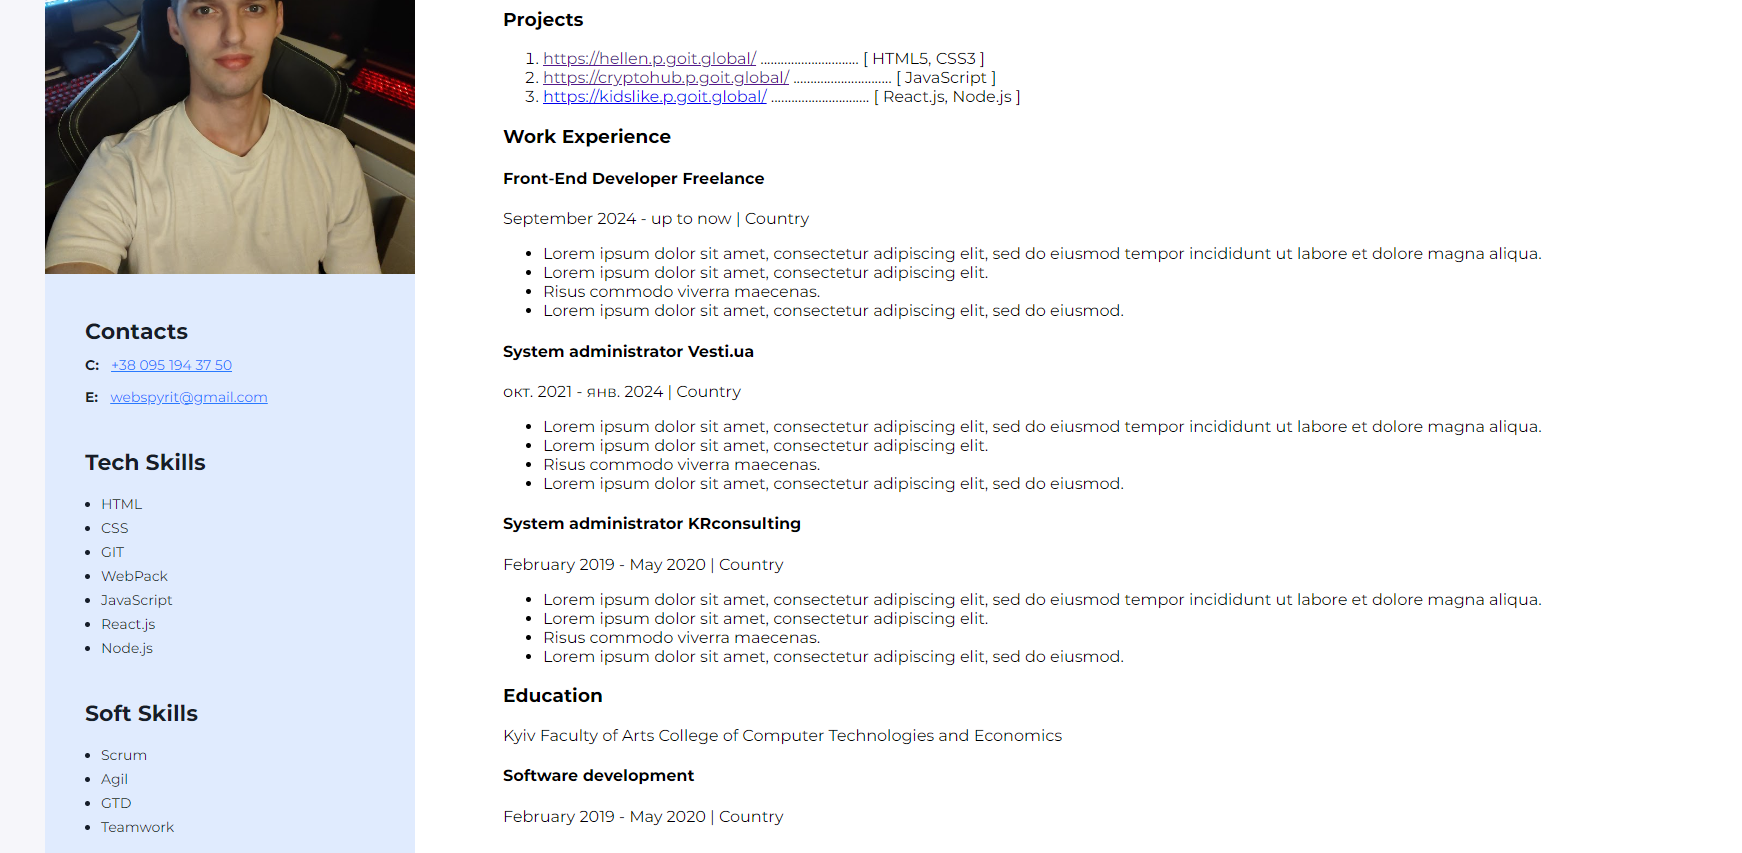 Contacts
C: +38 095 194 37 50
E: webspyrit@gmail.com
Tech Skills
HTML
CSS
GIT
WebPack
JavaScript
React.js
Node.js
Soft Skills
Scrum
Agil
GTD
Teamwork
Projects
1. https://hellen.p.goit.global/ ............................. [ HTML5, CSS3 ]
2. https://cryptohub.p.goit.global/ ............................. [ JavaScript ]
3. https://kidslike.p.goit.global/ ............................. [ React.js, Node.js ]
Work Experience
Front-End Developer Freelance
September 2024 - up to now | Country
Lorem ipsum dolor sit amet, consectetur adipiscing elit, sed do eiusmod tempor incididunt ut labore et dolore magna aliqua.
Lorem ipsum dolor sit amet, consectetur adipiscing elit.
Risus commodo viverra maecenas.
Lorem ipsum dolor sit amet, consectetur adipiscing elit, sed do eiusmod.
System administrator Vesti.ua
окт. 2021 - янв. 2024 | Country
Lorem ipsum dolor sit amet, consectetur adipiscing elit, sed do eiusmod tempor incididunt ut labore et dolore magna aliqua.
Lorem ipsum dolor sit amet, consectetur adipiscing elit.
Risus commodo viverra maecenas.
Lorem ipsum dolor sit amet, consectetur adipiscing elit, sed do eiusmod.
System administrator KRconsulting
February 2019 - May 2020 | Country
Lorem ipsum dolor sit amet, consectetur adipiscing elit, sed do eiusmod tempor incididunt ut labore et dolore magna aliqua.
Lorem ipsum dolor sit amet, consectetur adipiscing elit.
Risus commodo viverra maecenas.
Lorem ipsum dolor sit amet, consectetur adipiscing elit, sed do eiusmod.
Education
Kyiv Faculty of Arts College of Computer Technologies and Economics
Software development
February 2019 - May 2020 | Country